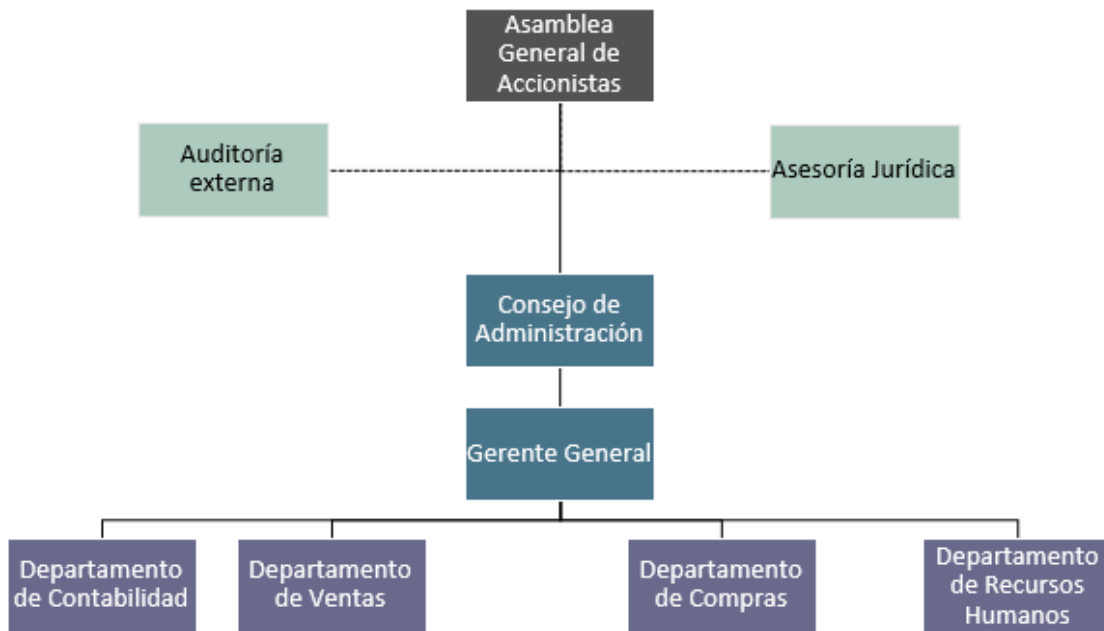 Asamblea
General de
Accionistas
Auditoría
externa
Asesoría Jurídica
Consejo de
Administración
Gerente General
Departamento
de Contabilidad
Departamento
de Ventas
Departamento
de Compras
Departamento
de Recursos
Humanos